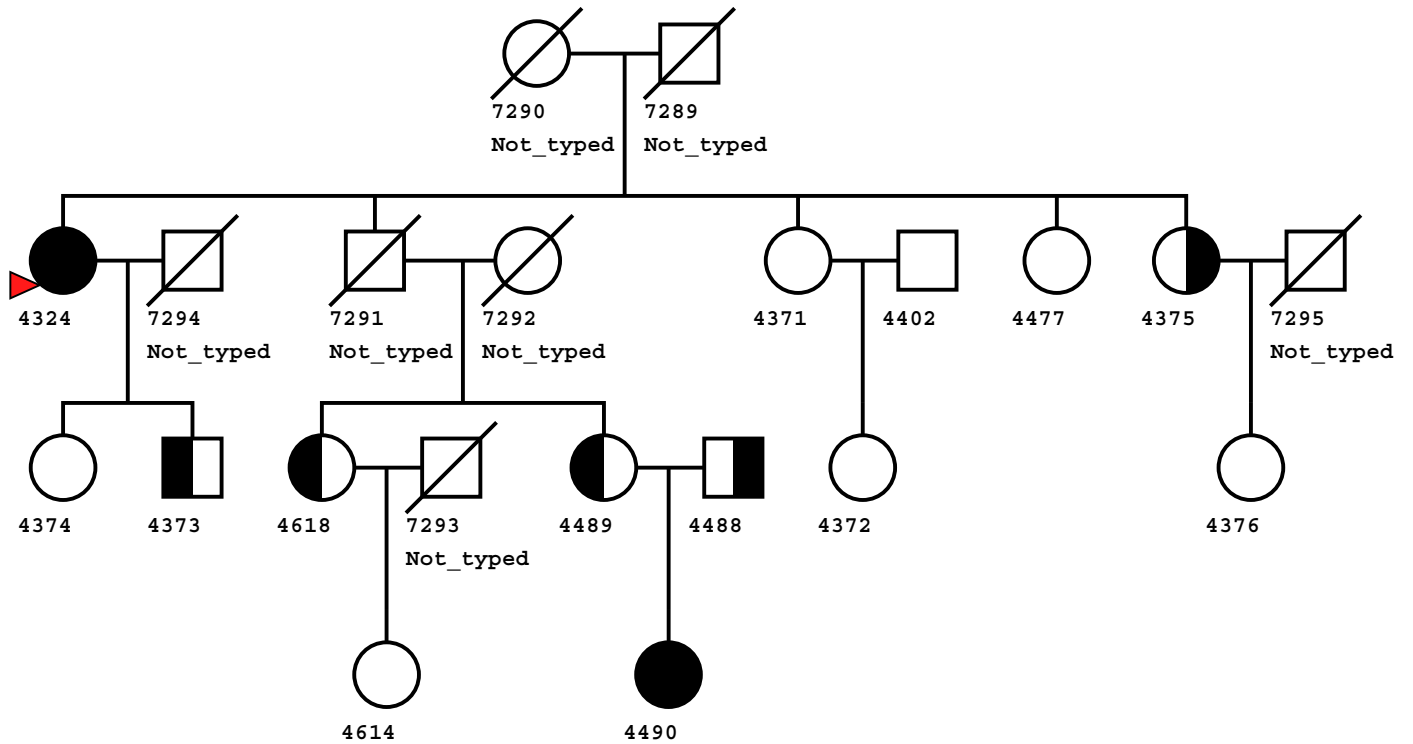 7290 7289
Not_typed Not_typed
4324 7294 7291 7292 4371 4402 4477 4375 7295
Not_typed Not_typed Not_typed Not_typed
4374 4373 4618 7293 4489 4488 4372 4376
Not_typed
4614 4490